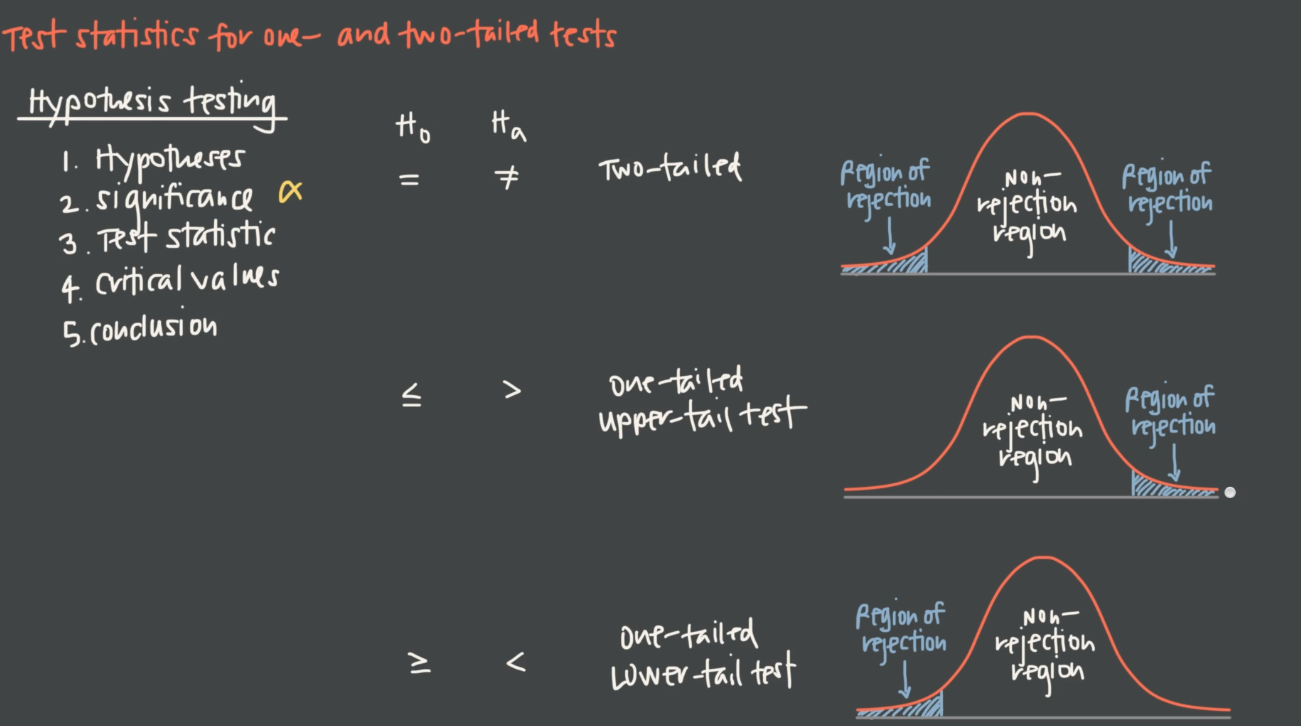 Test statistics for one- and two-tailed tests
Hypothesis testing
1. Hypotheses
2. significance α
3. Test statistic
4. critical values
5. conclusion
H₀ Hₐ
= ≠ Two-tailed
Region of
rejection
Non-
rejection
region
Region of
rejection
≤ > one-tailed
upper-tail test
Non-
rejection
region
Region of
rejection
≥ < one-tailed
Lower-tail test
Region of
rejection
Non-
rejection
region